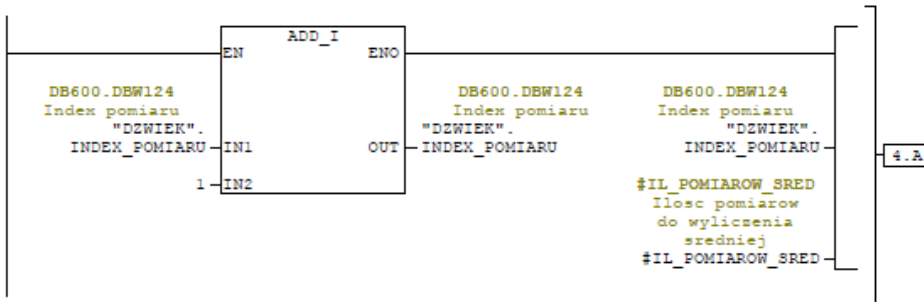 ADD_I
EN ENO
DB600.DBW124 DB600.DBW124 DB600.DBW124
Index pomiaru Index pomiaru Index pomiaru
"DZWIEK". "DZWIEK". "DZWIEK".
INDEX_POMIARU IN1 OUT INDEX_POMIARU INDEX_POMIARU
4.A
1 IN2 #IL_POMIAROW_SRED
Ilosc pomiarow
do wyliczenia
sredniej
#IL_POMIAROW_SRED